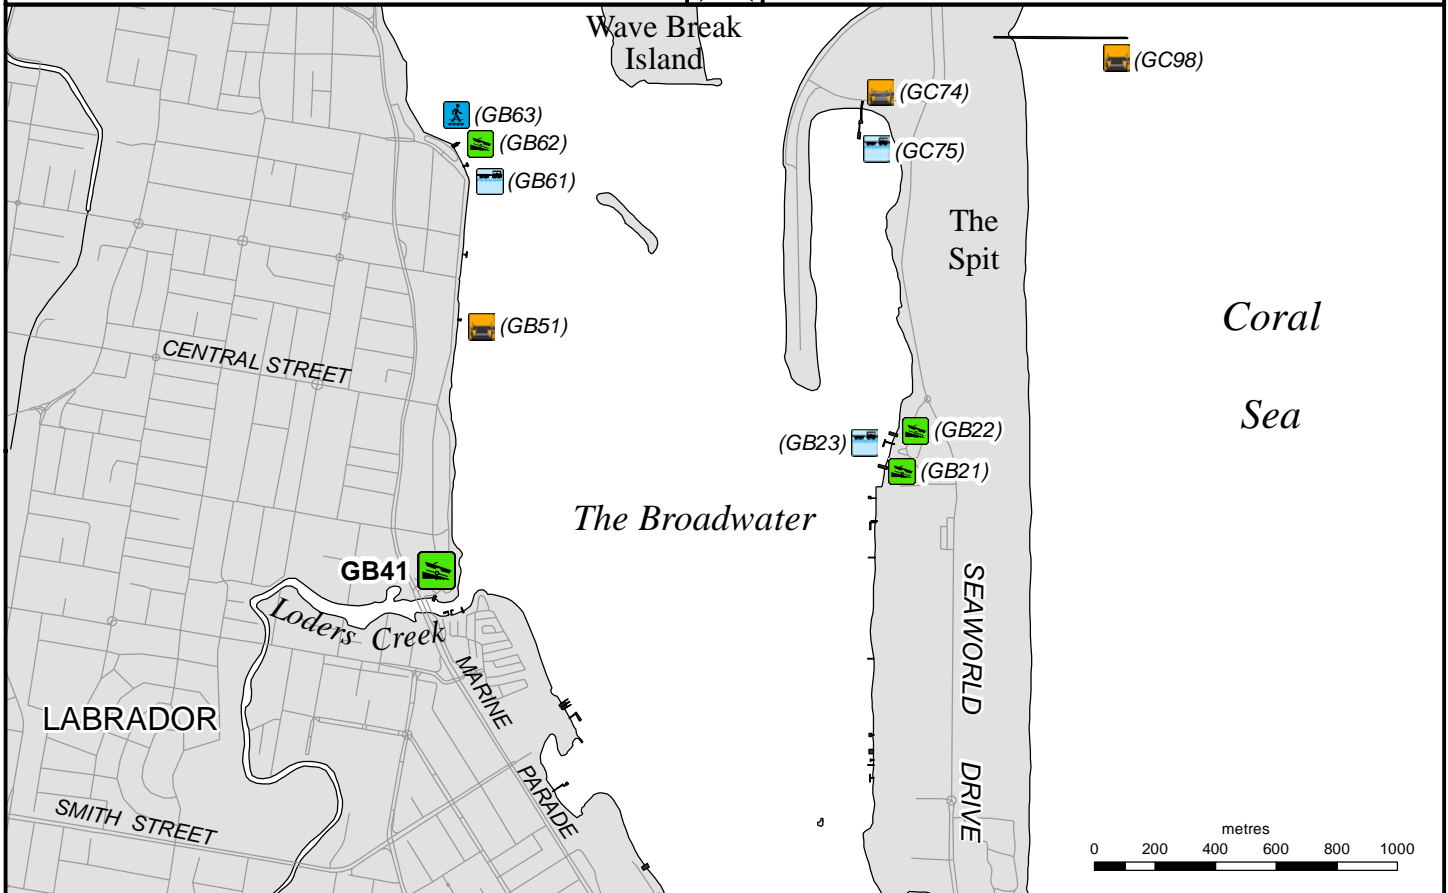 Wave Break
Island
(GC98)
(GC74)
(GB63)
(GB62)
(GC75)
(GB61)
The
Spit
Coral
Sea
(GB51)
CENTRAL STREET
(GB22)
(GB23)
(GB21)
The Broadwater
GB41
Loders Creek
SEAWORLD DRIVE
MARINE PARADE
LABRADOR
SMITH STREET
metres
0 200 400 600 800 1000